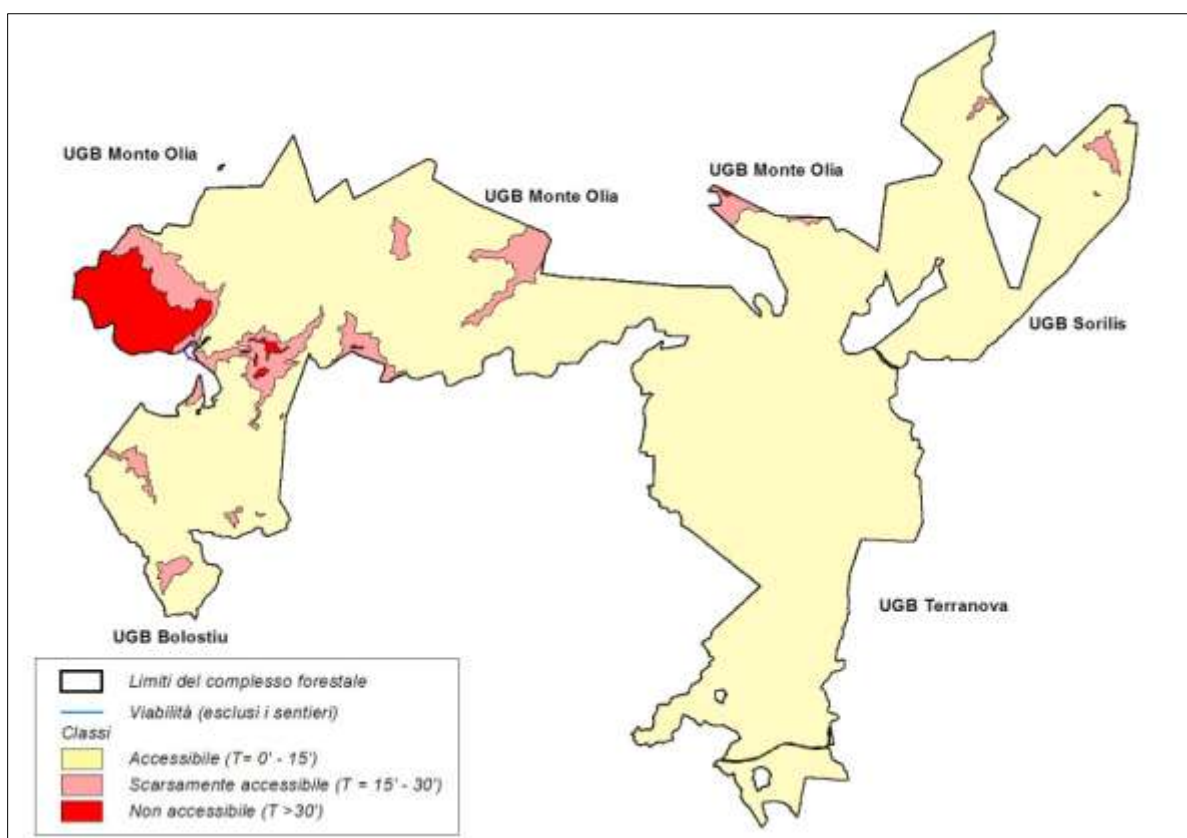 UGB Monte Olia
UGB Monte Olia
UGB Monte Olia
UGB Sorilis
UGB Terranova
UGB Bolostiu
Limiti del complesso forestale
Viabilità (esclusi i sentieri)
Classi
Accessibile (T= 0' - 15')
Scarsamente accessibile (T = 15' - 30')
Non accessibile (T >30')